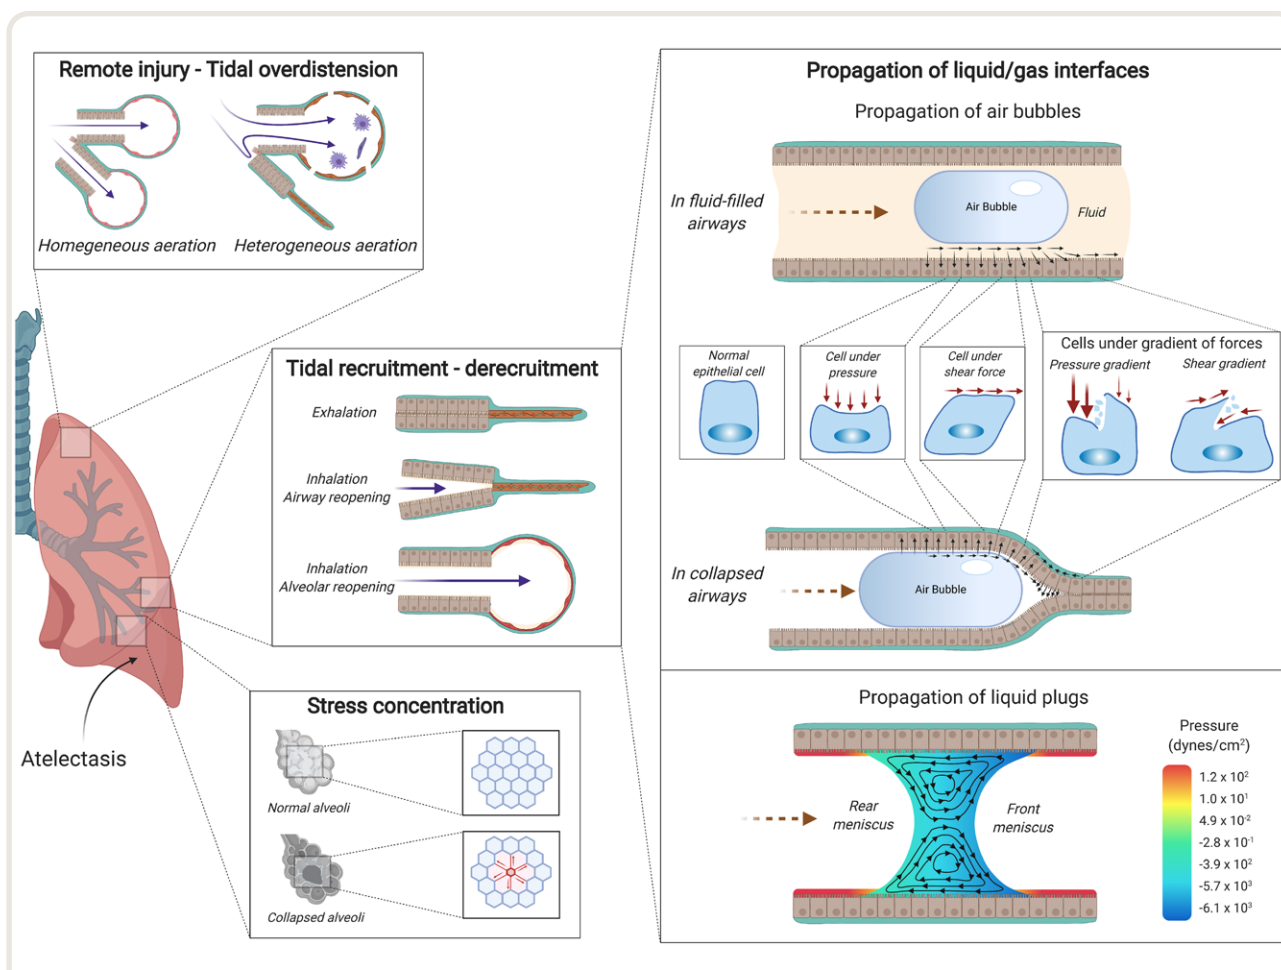 Remote injury - Tidal overdistension
Homegeneous aeration
Heterogeneous aeration
Tidal recruitment - derecruitment
Exhalation
Inhalation
Airway reopening
Inhalation
Alveolar reopening
Atelectasis
Stress concentration
Normal alveoli
Collapsed alveoli
Propagation of liquid/gas interfaces
Propagation of air bubbles
In fluid-filled
airways
Air Bubble
Fluid
Normal
epithelial cell
Cell under
pressure
Cell under
shear force
Cells under gradient of forces
Pressure gradient
Shear gradient
In collapsed
airways
Air Bubble
Propagation of liquid plugs
Rear
meniscus
Front
meniscus
Pressure
(dynes/cm²)
1.2 x 10²
1.0 x 10¹
4.9 x 10⁻²
-2.8 x 10⁻¹
-3.9 x 10²
-5.7 x 10³
-6.1 x 10³